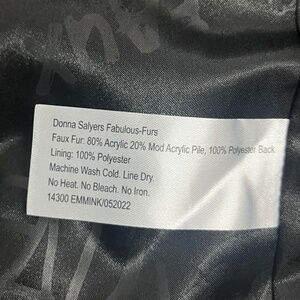 Donna Salyers Fabulous-Furs
Faux Fur: 80% Acrylic 20% Mod Acrylic Pile, 100% Polyester Back
Lining: 100% Polyester
Machine Wash Cold. Line Dry.
No Heat. No Bleach. No Iron.
14300 EMMINK/052022